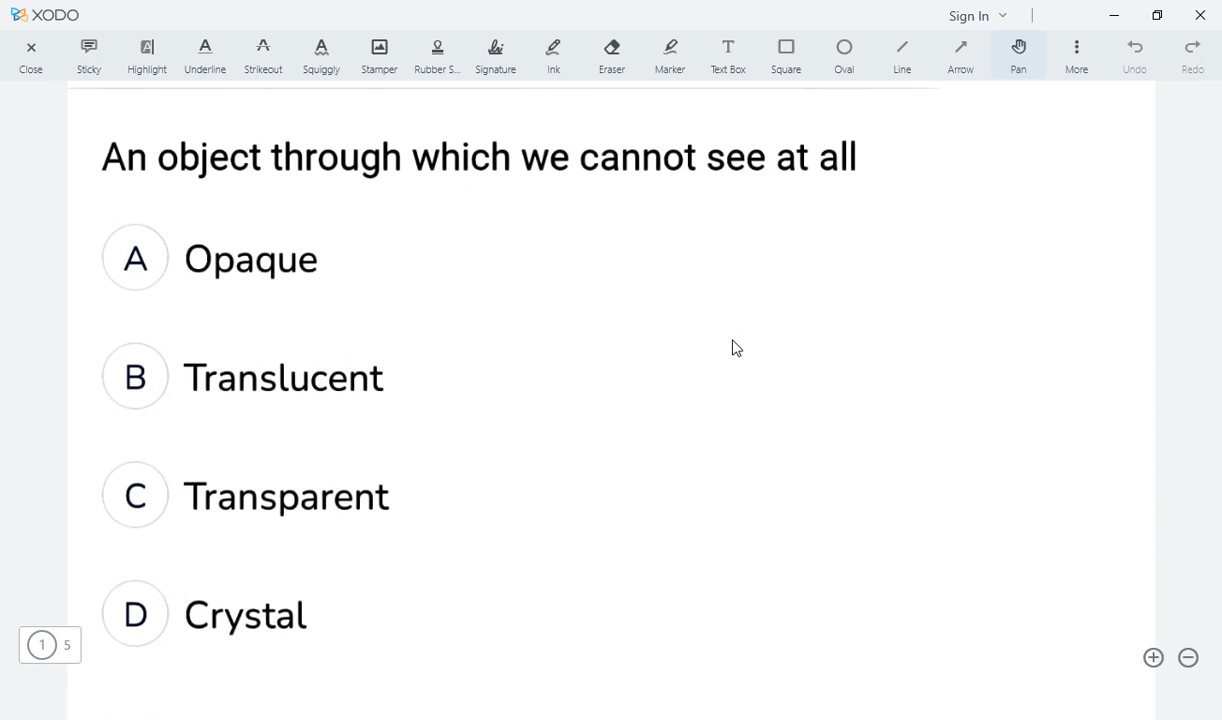 XODO
Sign In
Close
Sticky
Highlight
Underline
Strikeout
Squiggly
Stamper
Rubber S...
Signature
Ink
Eraser
Marker
Text Box
Square
Oval
Line
Arrow
Pan
More
Undo
Redo
An object through which we cannot see at all
A Opaque
B Translucent
C Transparent
D Crystal
1 5